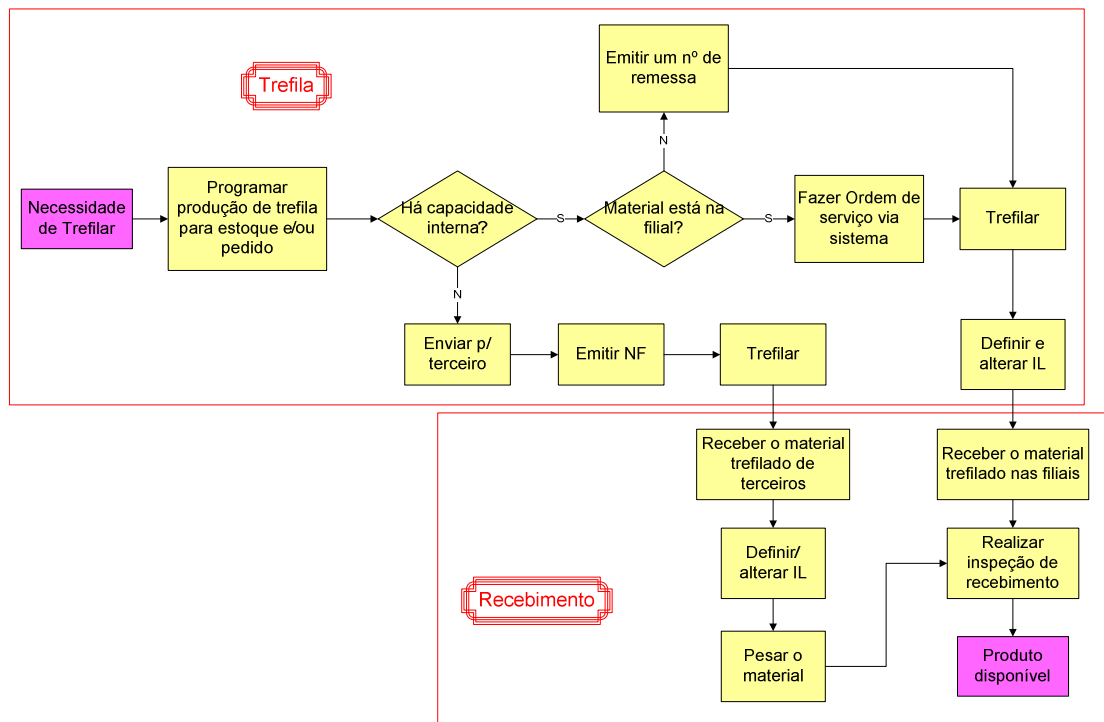 Trefila
Emitir um nº de
remessa
N
Necessidade
de Trefilar
Programar
produção de trefila
para estoque e/ou
pedido
Há capacidade
interna?
S
Material está na
filial?
S
Fazer Ordem de
serviço via
sistema
Trefilar
N
Enviar p/
terceiro
Emitir NF
Trefilar
Definir e
alterar IL
Receber o material
trefilado de
terceiros
Receber o material
trefilado nas filiais
Definir/
alterar IL
Realizar
inspeção de
recebimento
Recebimento
Pesar o
material
Produto
disponível